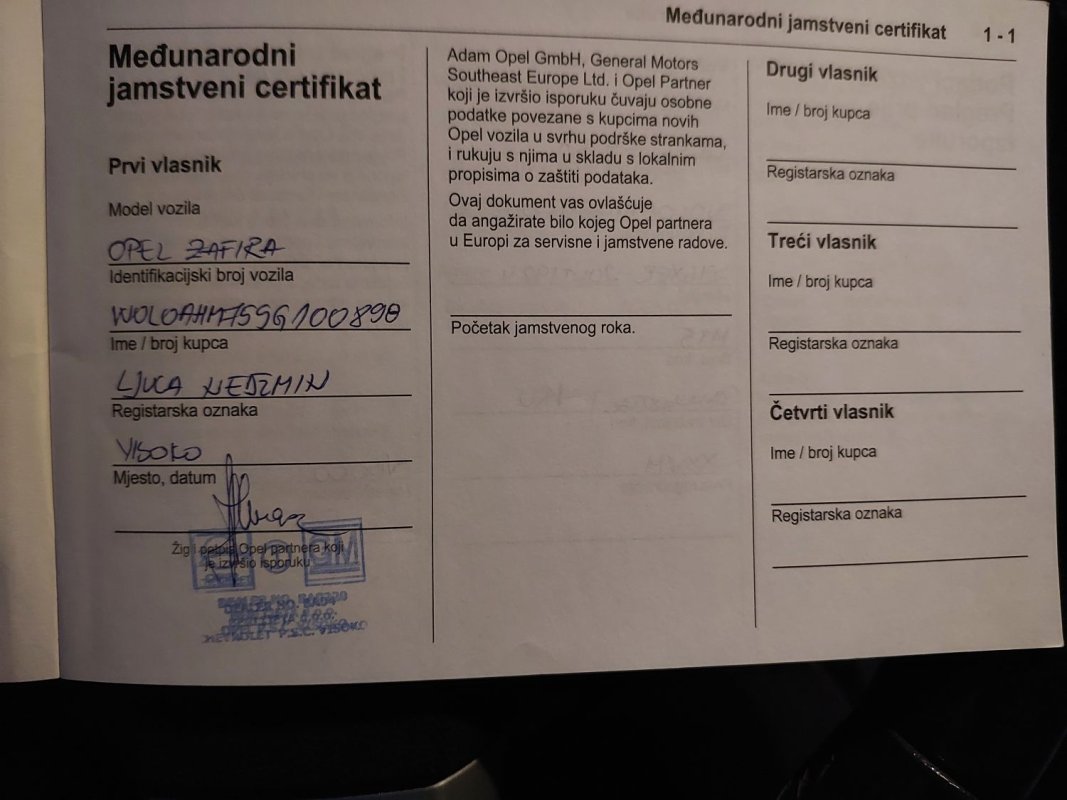 Međunarodni jamstveni certifikat 1 - 1
Međunarodni
jamstveni certifikat
Prvi vlasnik
Model vozila
OPEL ZAFIRA
Identifikacijski broj vozila
Ime / broj kupca
LJUCA NEDZMIN
Registarska oznaka
VISOKO
Mjesto, datum
Žig i potpis Opel partnera koji
je izvršio isporuku
VISOKO
Adam Opel GmbH, General Motors
Southeast Europe Ltd. i Opel Partner
koji je izvršio isporuku čuvaju osobne
podatke povezane s kupcima novih
Opel vozila u svrhu podrške strankama,
i rukuju s njima u skladu s lokalnim
propisima o zaštiti podataka.
Ovaj dokument vas ovlašćuje
da angažirate bilo kojeg Opel partnera
u Europi za servisne i jamstvene radove.
Početak jamstvenog roka.
Drugi vlasnik
Ime / broj kupca
Registarska oznaka
Treći vlasnik
Ime / broj kupca
Registarska oznaka
Četvrti vlasnik
Ime / broj kupca
Registarska oznaka